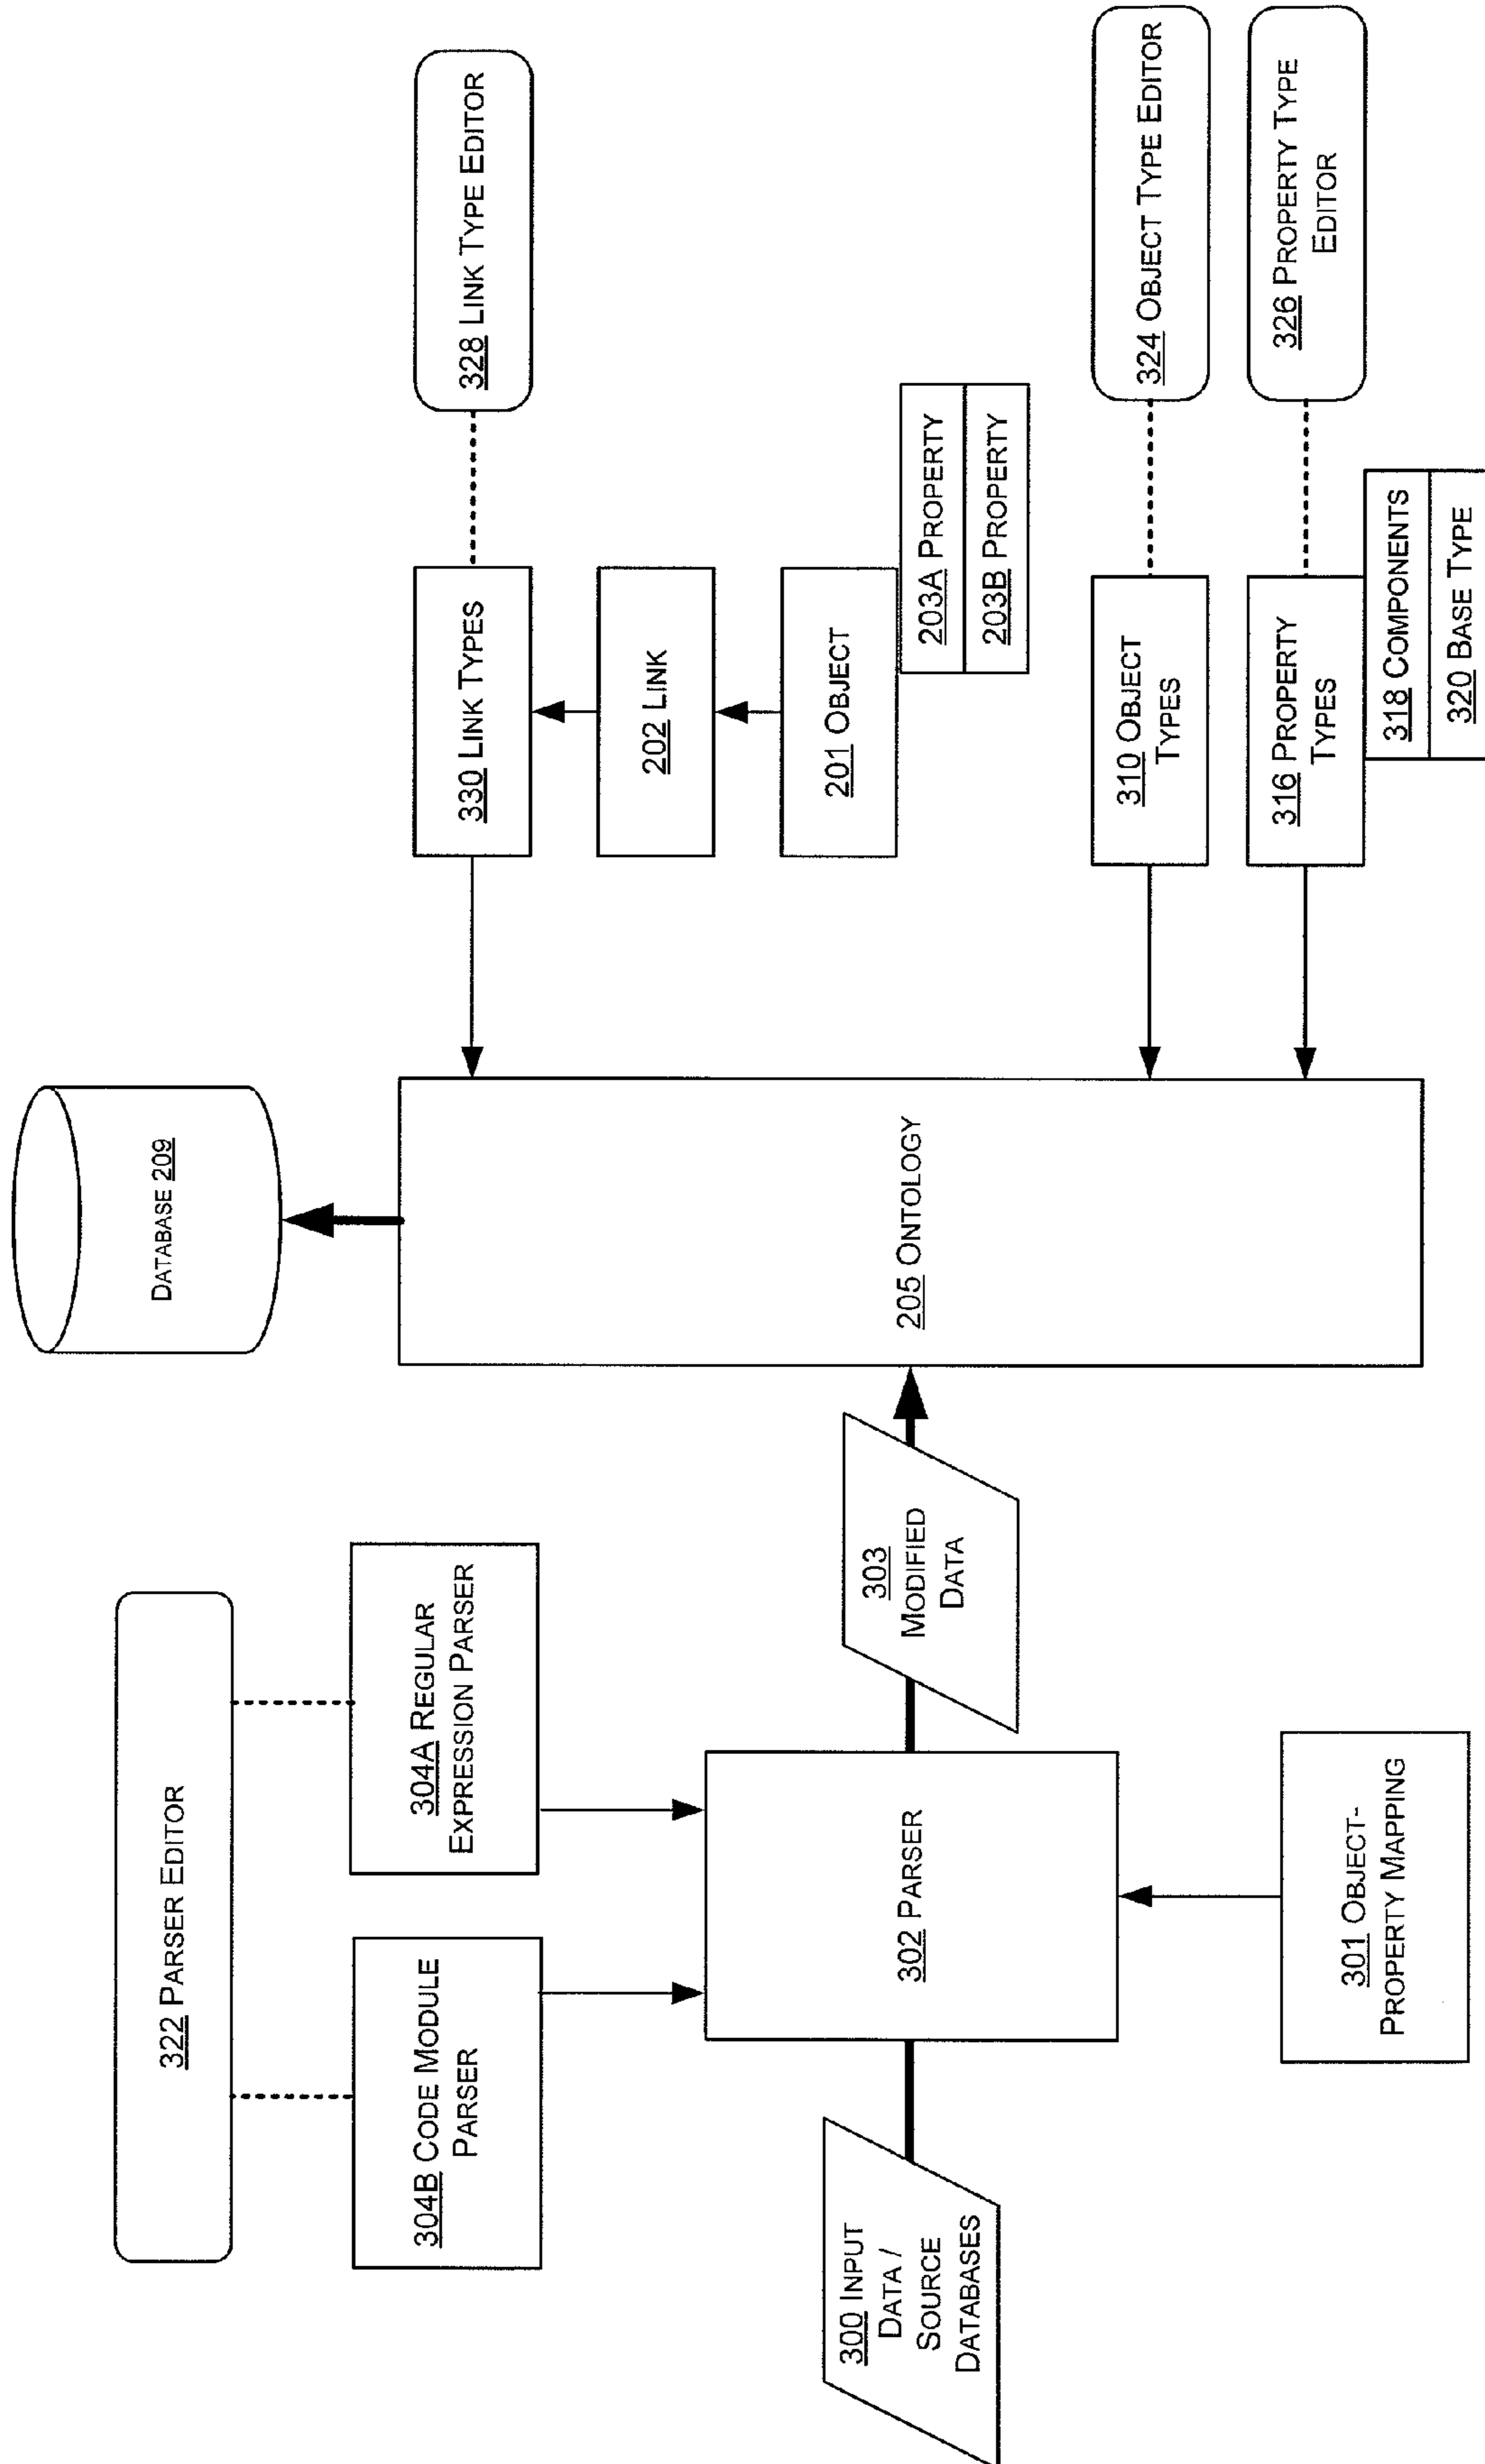 322 PARSER EDITOR
304B CODE MODULE
PARSER
304A REGULAR
EXPRESSION PARSER
300 INPUT
DATA /
SOURCE
DATABASES
302 PARSER
303
MODIFIED
DATA
301 OBJECT-
PROPERTY MAPPING
DATABASE 209
205 ONTOLOGY
330 LINK TYPES
328 LINK TYPE EDITOR
202 LINK
201 OBJECT
203A PROPERTY
203B PROPERTY
310 OBJECT
TYPES
324 OBJECT TYPE EDITOR
316 PROPERTY
TYPES
326 PROPERTY TYPE
EDITOR
318 COMPONENTS
320 BASE TYPE